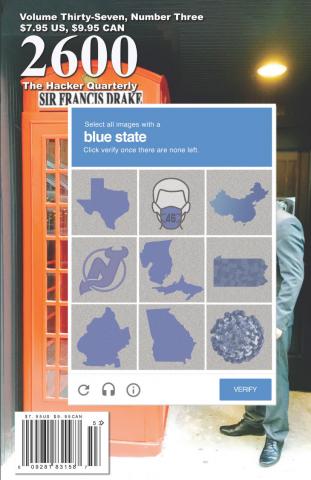 Volume Thirty-Seven, Number Three
$7.95 US, $9.95 CAN
2600
The Hacker Quarterly
SIR FRANCIS DRAKE
Select all images with a
blue state
Click verify once there are none left.
46
VERIFY
$7.95US $9.95CAN
53